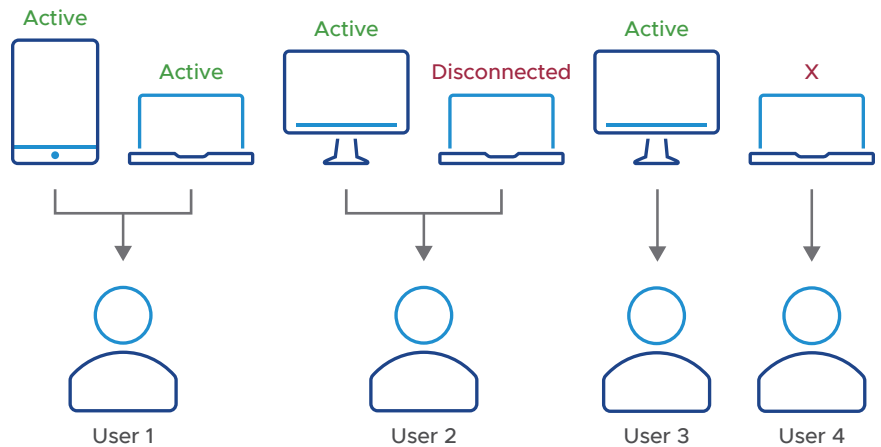 Active
Active
Active
Disconnected
Active
X
User 1
User 2
User 3
User 4